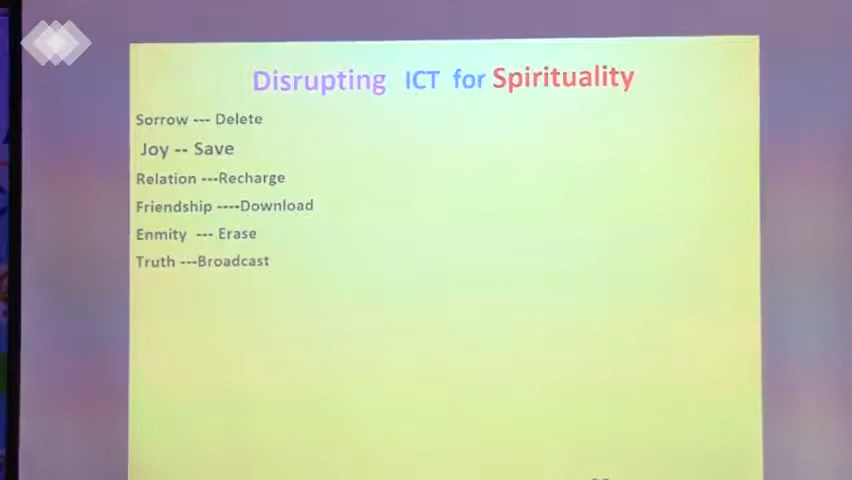 Disrupting ICT for Spirituality
Sorrow --- Delete
Joy -- Save
Relation ---Recharge
Friendship ----Download
Enmity --- Erase
Truth ---Broadcast